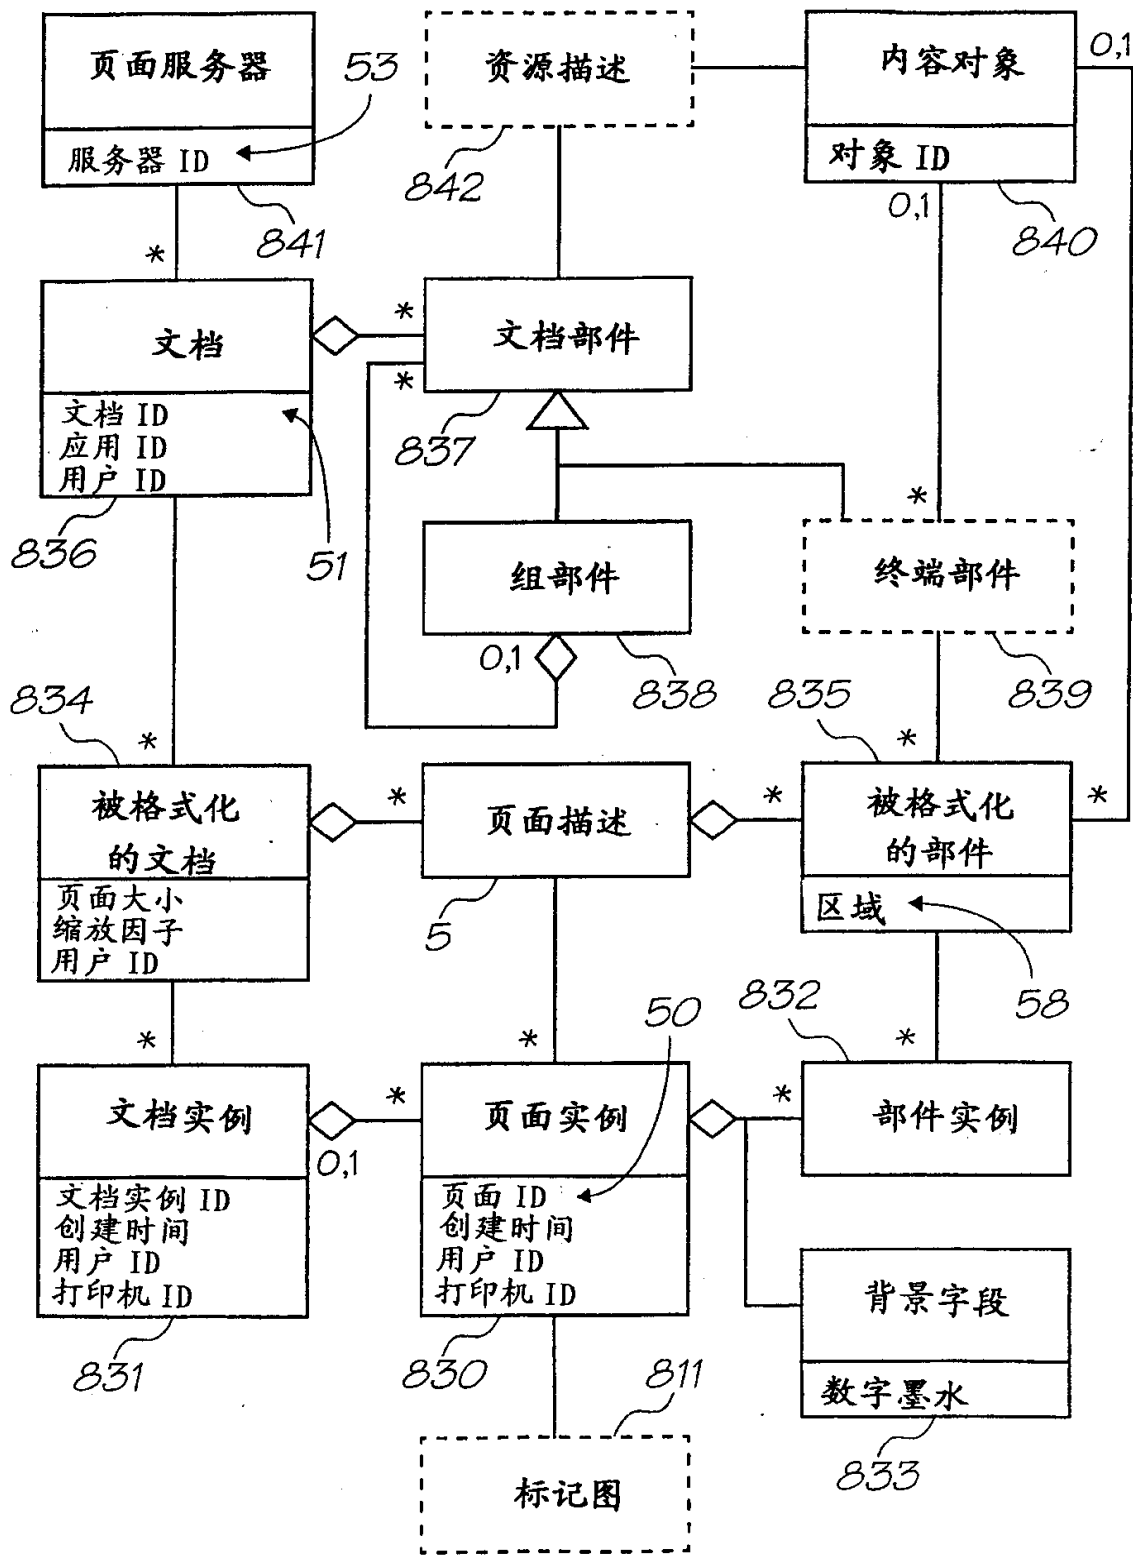 页面服务器
服务器 ID
53
841
资源描述
842
内容对象
对象 ID
0,1
0,1
840
*
文档
文档 ID
应用 ID
用户 ID
836
51
*
*
文档部件
837
组部件
0,1
838
*
终端部件
839
834
*
被格式化
的文档
页面大小
缩放因子
用户 ID
*
页面描述
5
*
835
*
*
被格式化
的部件
区域
58
*
文档实例
文档实例 ID
创建时间
用户 ID
打印机 ID
831
0,1
*
*
50
页面实例
页面 ID
创建时间
用户 ID
打印机 ID
830
832
*
*
部件实例
背景字段
数字墨水
833
811
标记图